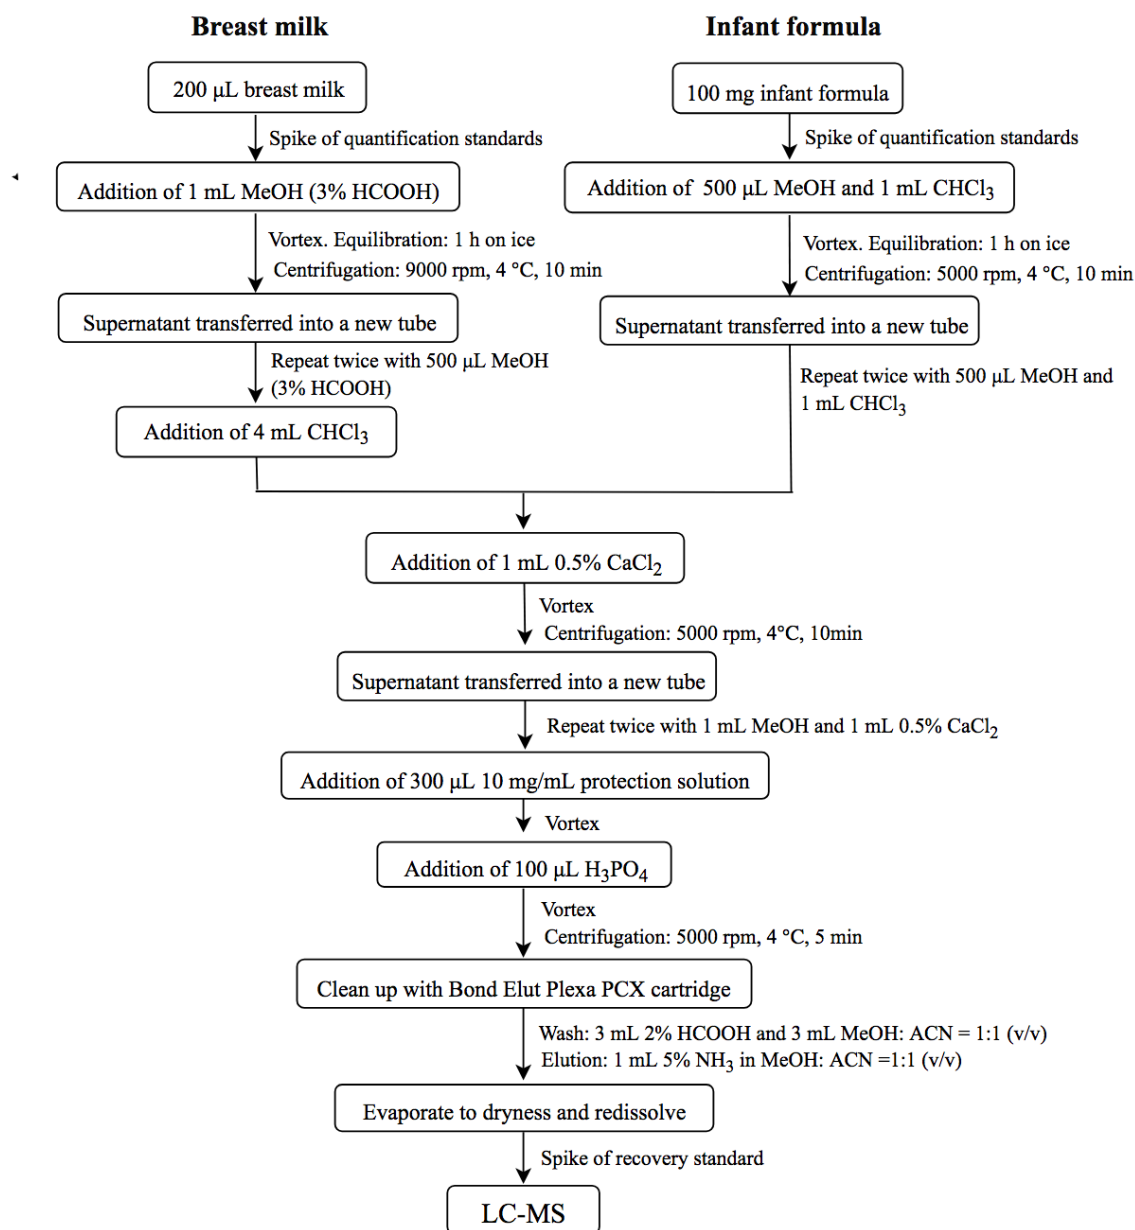 Breast milk
Infant formula
200 μL breast milk
100 mg infant formula
Spike of quantification standards
Spike of quantification standards
Addition of 1 mL MeOH (3% HCOOH)
Addition of  500 μL MeOH and 1 mL CHCl3
Vortex. Equilibration: 1 h on ice
Centrifugation: 9000 rpm, 4 °C, 10 min
Vortex. Equilibration: 1 h on ice
Centrifugation: 5000 rpm, 4 °C, 10 min
Supernatant transferred into a new tube
Supernatant transferred into a new tube
Repeat twice with 500 μL MeOH
(3% HCOOH)
Repeat twice with 500 μL MeOH and
1 mL CHCl3
Addition of 4 mL CHCl3
Addition of 1 mL 0.5% CaCl2
Vortex
Centrifugation: 5000 rpm, 4°C, 10min
Supernatant transferred into a new tube
Repeat twice with 1 mL MeOH and 1 mL 0.5% CaCl2
Addition of 300 μL 10 mg/mL protection solution
Vortex
Addition of 100 μL H3PO4
Vortex
Centrifugation: 5000 rpm, 4 °C, 5 min
Clean up with Bond Elut Plexa PCX cartridge
Wash: 3 mL 2% HCOOH and 3 mL MeOH: ACN = 1:1 (v/v)
Elution: 1 mL 5% NH3 in MeOH: ACN =1:1 (v/v)
Evaporate to dryness and redissolve
Spike of recovery standard
LC-MS